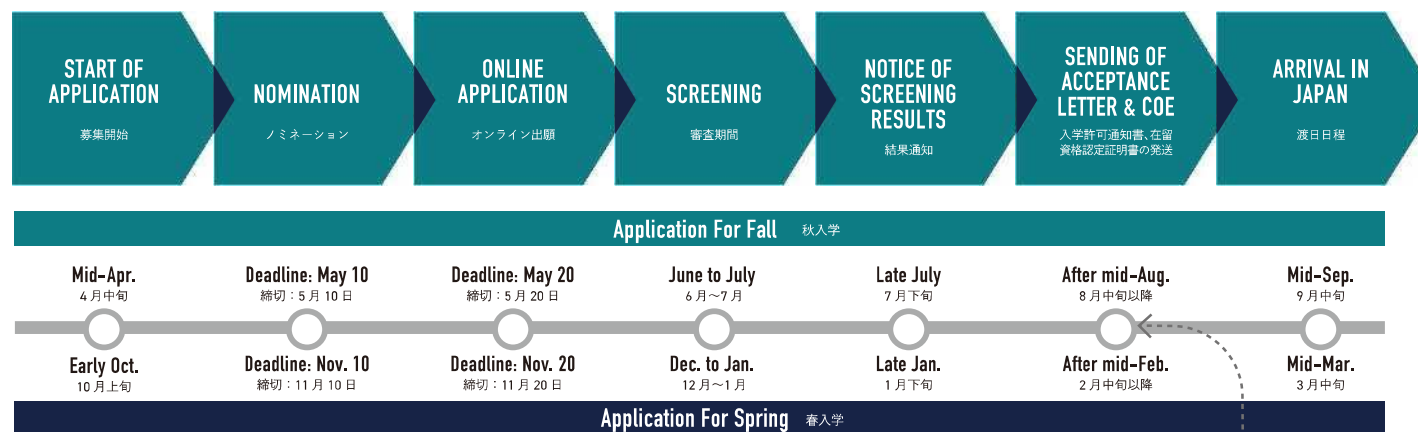 START OF
APPLICATION
募集開始
NOMINATION
ノミネーション
ONLINE
APPLICATION
オンライン出願
SCREENING
審査期間
NOTICE OF
SCREENING
RESULTS
結果通知
SENDING OF
ACCEPTANCE
LETTER & COE
入学許可通知書、在留
資格認定証明書の発送
ARRIVAL IN
JAPAN
渡日日程
Application For Fall 秋入学
Mid-Apr.
4月中旬
Deadline: May 10
締切：5月10日
Deadline: May 20
締切：5月20日
June to July
6月～7月
Late July
7月下旬
After mid-Aug.
8月中旬以降
Mid-Sep.
9月中旬
Early Oct.
10月上旬
Deadline: Nov. 10
締切：11月10日
Deadline: Nov. 20
締切：11月20日
Dec. to Jan.
12月～1月
Late Jan.
1月下旬
After mid-Feb.
2月中旬以降
Mid-Mar.
3月中旬
Application For Spring 春入学